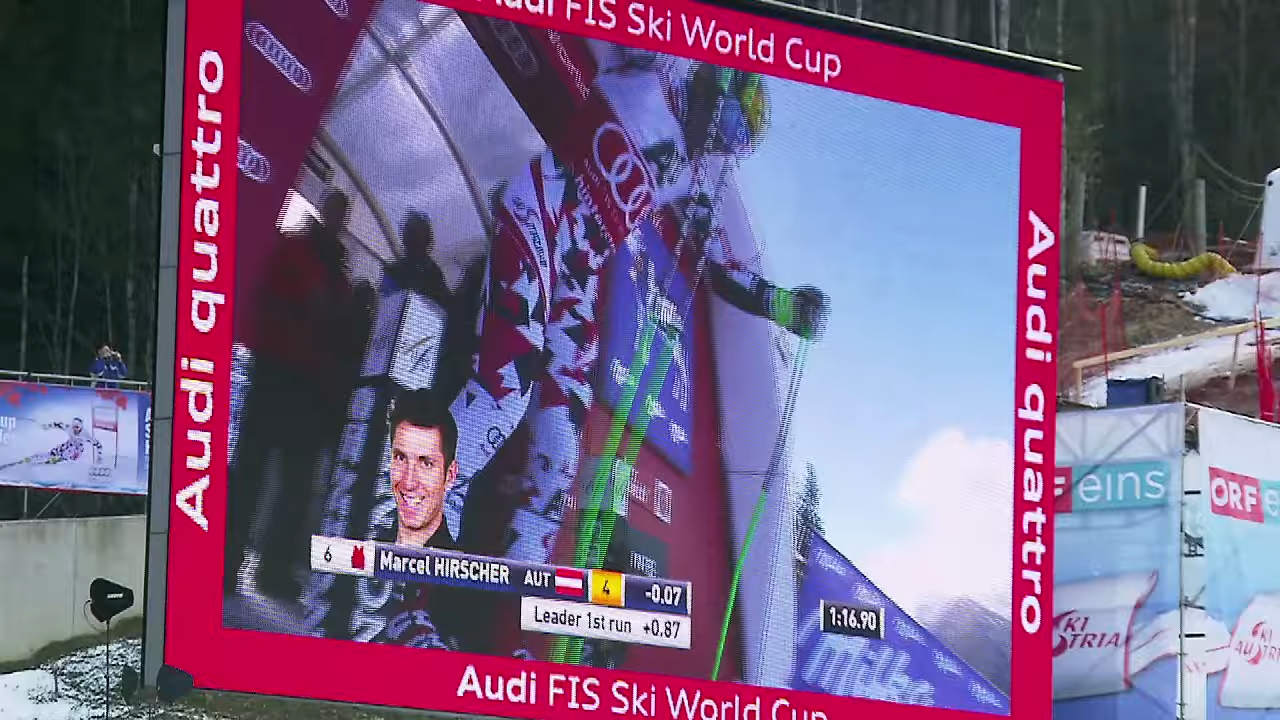 Audi FIS Ski World Cup
Audi quattro
Audi quattro
6 Marcel HIRSCHER AUT 4 -0.07
Leader 1st run +0.87
1:16.90
Audi FIS Ski World Cup
eins
ORF
SKI